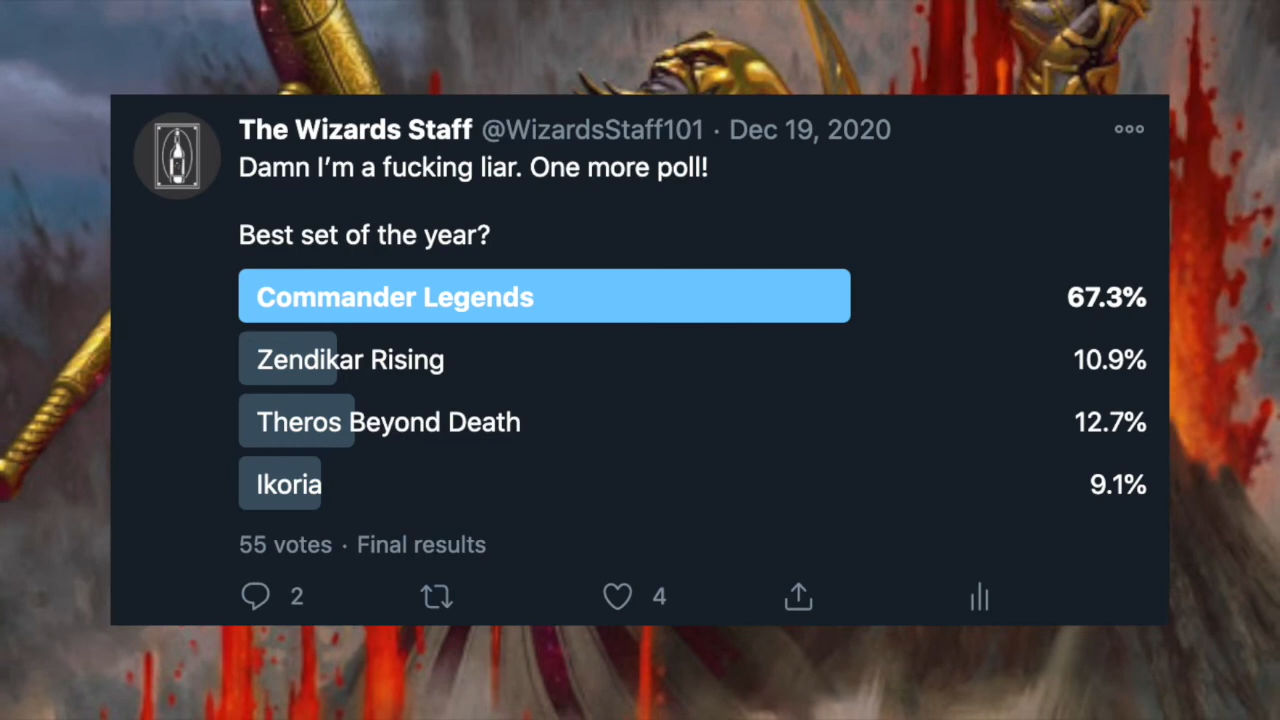 The Wizards Staff @WizardsStaff101 · Dec 19, 2020
Damn I’m a fucking liar. One more poll!
Best set of the year?
Commander Legends 67.3%
Zendikar Rising 10.9%
Theros Beyond Death 12.7%
Ikoria 9.1%
55 votes · Final results
2 4